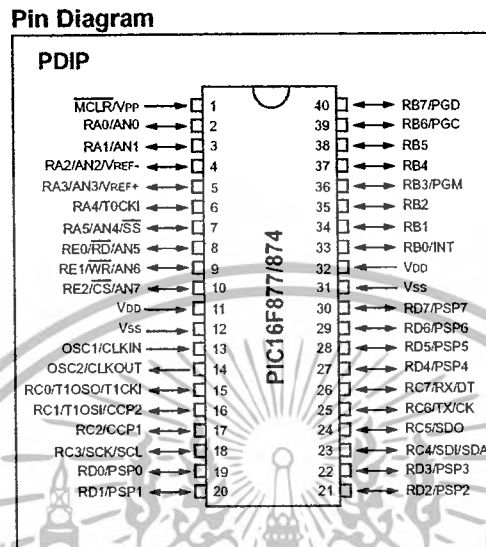 Pin Diagram
PDIP
MCLR/VPP 1 40 RB7/PGD
RA0/AN0 2 39 RB6/PGC
RA1/AN1 3 38 RB5
RA2/AN2/VREF- 4 37 RB4
RA3/AN3/VREF+ 5 36 RB3/PGM
RA4/T0CKI 6 35 RB2
RA5/AN4/SS 7 34 RB1
RE0/RD/AN5 8 33 RB0/INT
RE1/WR/AN6 9 32 VDD
RE2/CS/AN7 10 31 VSS
VDD 11 30 RD7/PSP7
VSS 12 29 RD6/PSP6
OSC1/CLKIN 13 28 RD5/PSP5
OSC2/CLKOUT 14 27 RD4/PSP4
RC0/T1OSO/T1CKI 15 26 RC7/RX/DT
RC1/T1OSI/CCP2 16 25 RC6/TX/CK
RC2/CCP1 17 24 RC5/SDO
RC3/SCK/SCL 18 23 RC4/SDI/SDA
RD0/PSP0 19 22 RD3/PSP3
RD1/PSP1 20 21 RD2/PSP2
PIC16F877/874